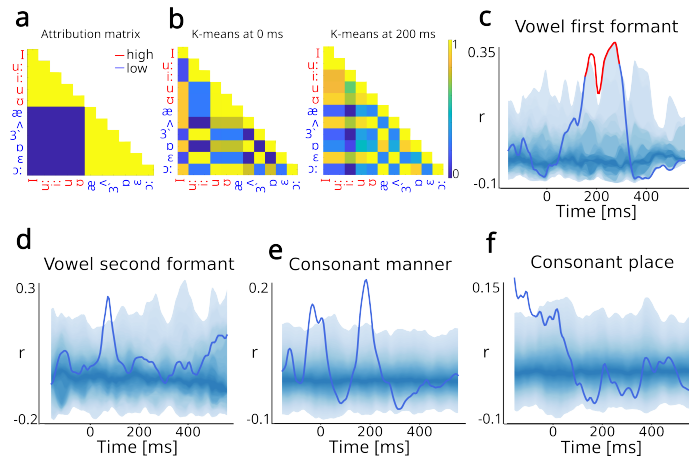 a
Attribution matrix
high
low
I
u:
i:
u
ʊ
æ
ʌ
ɒ
ɛ
ɔ:
b
K-means at 0 ms
K-means at 200 ms
1
0
I
u:
i:
u
ʊ
æ
ʌ
ɒ
ɛ
ɔ:
c
Vowel first formant
0.35
r
-0.1
0 200 400
Time [ms]
d
Vowel second formant
0.3
r
-0.2
0 200 400
Time [ms]
e
Consonant manner
0.2
r
-0.1
0 200 400
Time [ms]
f
Consonant place
0.15
r
-0.1
0 200 400
Time [ms]